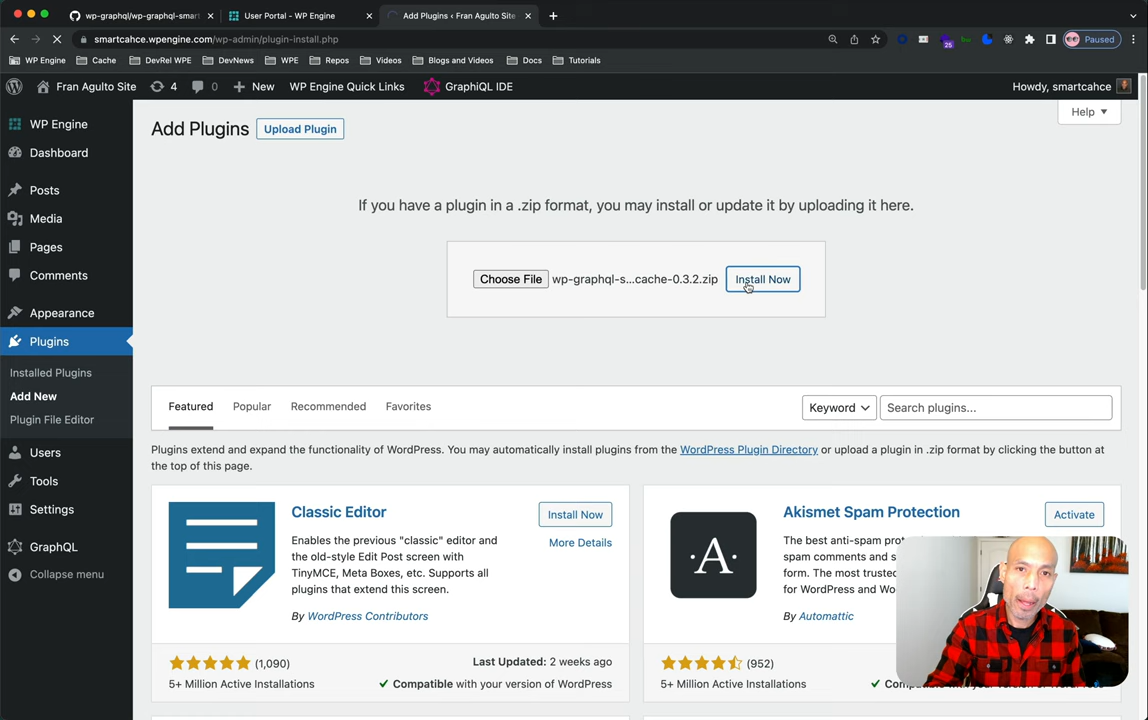 wp-graphql/wp-graphql-smart
User Portal - WP Engine
Add Plugins ‹ Fran Agulto Site
smartcahce.wpengine.com/wp-admin/plugin-install.php
25
Paused
WP Engine
Cache
DevRel WPE
DevNews
WPE
Repos
Videos
Blogs and Videos
Docs
Tutorials
Fran Agulto Site
4
0
New
WP Engine Quick Links
GraphiQL IDE
Howdy, smartcahce
WP Engine
Dashboard
Posts
Media
Pages
Comments
Appearance
Plugins
Installed Plugins
Add New
Plugin File Editor
Users
Tools
Settings
GraphQL
Collapse menu
Help
Add Plugins
Upload Plugin
If you have a plugin in a .zip format, you may install or update it by uploading it here.
Choose File wp-graphql-s...cache-0.3.2.zip
Install Now
Featured
Popular
Recommended
Favorites
Keyword
Search plugins...
Plugins extend and expand the functionality of WordPress. You may automatically install plugins from the WordPress Plugin Directory or upload a plugin in .zip format by clicking the button at
the top of this page.
Classic Editor
Install Now
More Details
Enables the previous "classic" editor and
the old-style Edit Post screen with
TinyMCE, Meta Boxes, etc. Supports all
plugins that extend this screen.
By WordPress Contributors
(1,090)
5+ Million Active Installations
Last Updated: 2 weeks ago
Compatible with your version of WordPress
A
Akismet Spam Protection
Activate
The best anti-spam
spam comments and
form. The most trusted
for WordPress and
By Automattic
(952)
5+ Million Active Installations